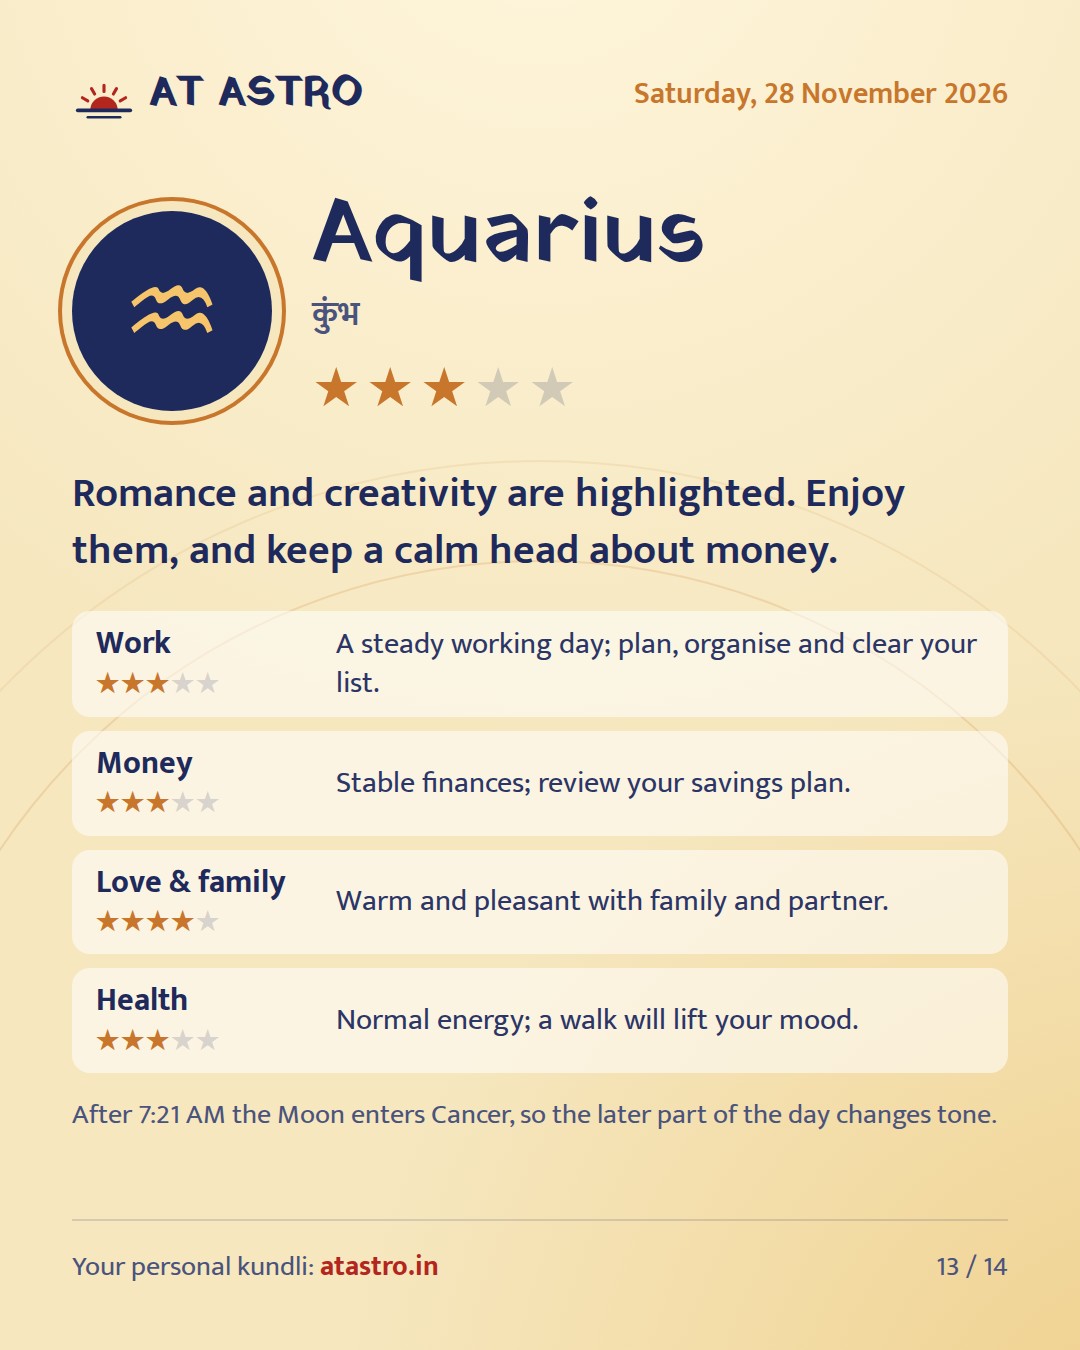 AT ASTRO
Saturday, 28 November 2026
Aquarius
कुंभ
Romance and creativity are highlighted. Enjoy
them, and keep a calm head about money.
Work
A steady working day; plan, organise and clear your
list.
Money
Stable finances; review your savings plan.
Love & family
Warm and pleasant with family and partner.
Health
Normal energy; a walk will lift your mood.
After 7:21 AM the Moon enters Cancer, so the later part of the day changes tone.
Your personal kundli: atastro.in
13 / 14